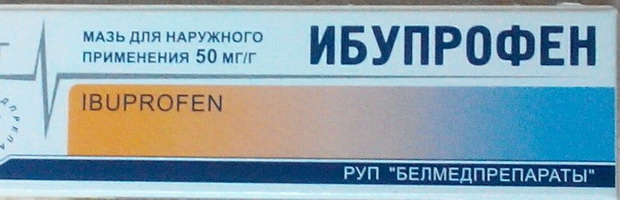 МАЗЬ ДЛЯ НАРУЖНОГО
ПРИМЕНЕНИЯ 50 МГ/Г
ИБУПРОФЕН
IBUPROFEN
РУП "БЕЛМЕДПРЕПАРАТЫ"